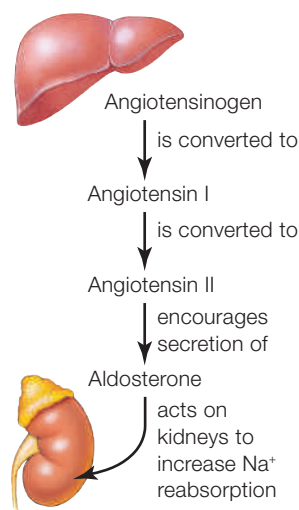 Angiotensinogen
is converted to
Angiotensin I
is converted to
Angiotensin II
encourages
secretion of
Aldosterone
acts on
kidneys to
increase Na⁺
reabsorption